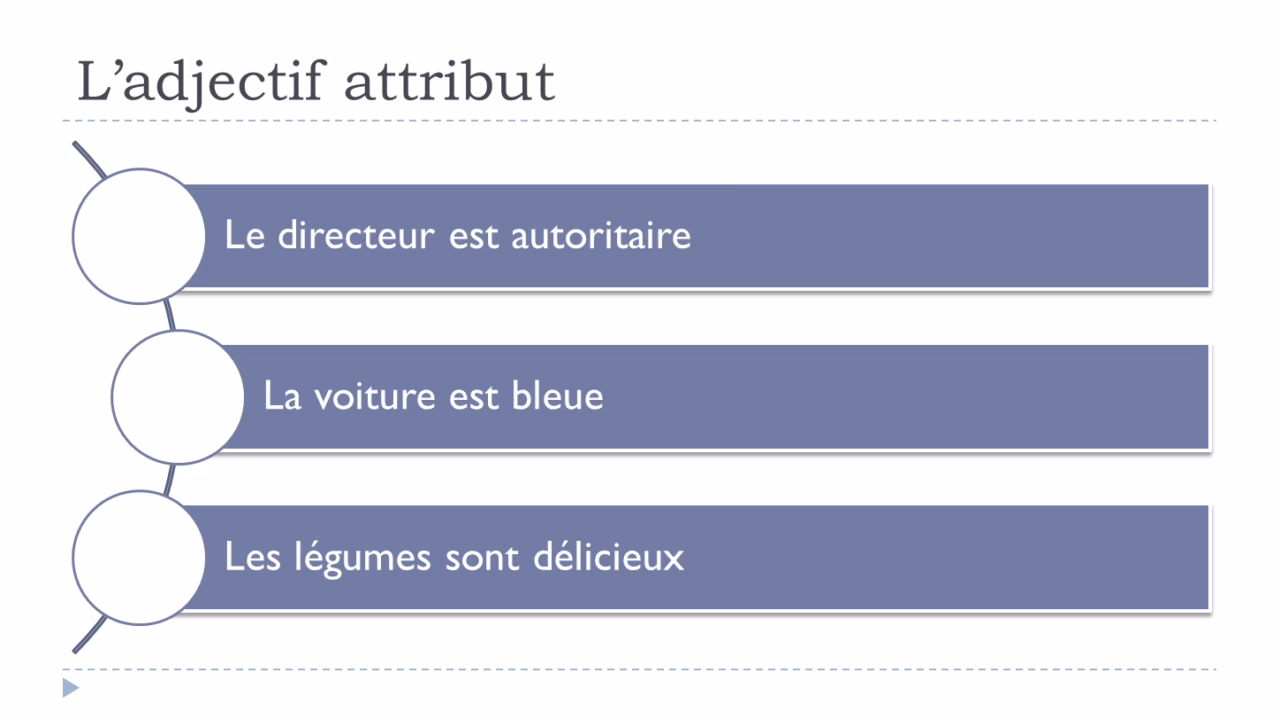 L’adjectif attribut
Le directeur est autoritaire
La voiture est bleue
Les légumes sont délicieux